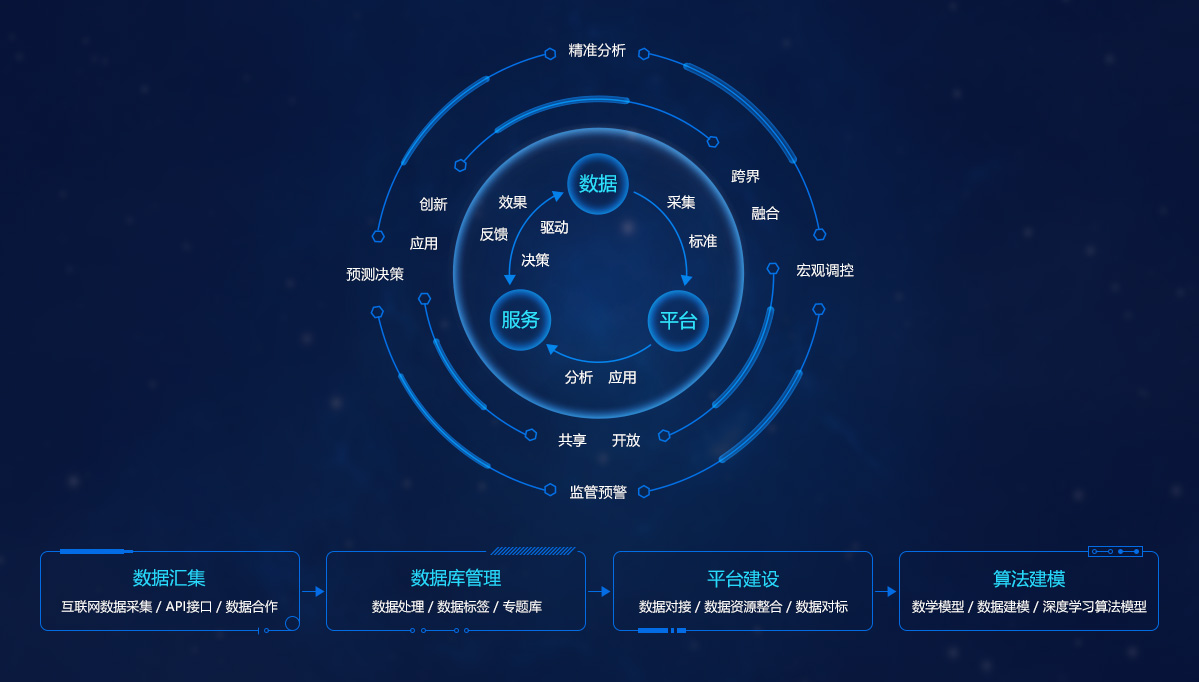 精准分析
跨界
融合
创新
应用
效果
反馈
驱动
决策
数据
采集
标准
预测决策
宏观调控
服务
平台
分析 应用
共享 开放
监管预警
数据汇集
互联网数据采集 / API接口 / 数据合作
数据库管理
数据处理 / 数据标签 / 专题库
平台建设
数据对接 / 数据资源整合 / 数据对标
算法建模
数学模型 / 数据建模 / 深度学习算法模型